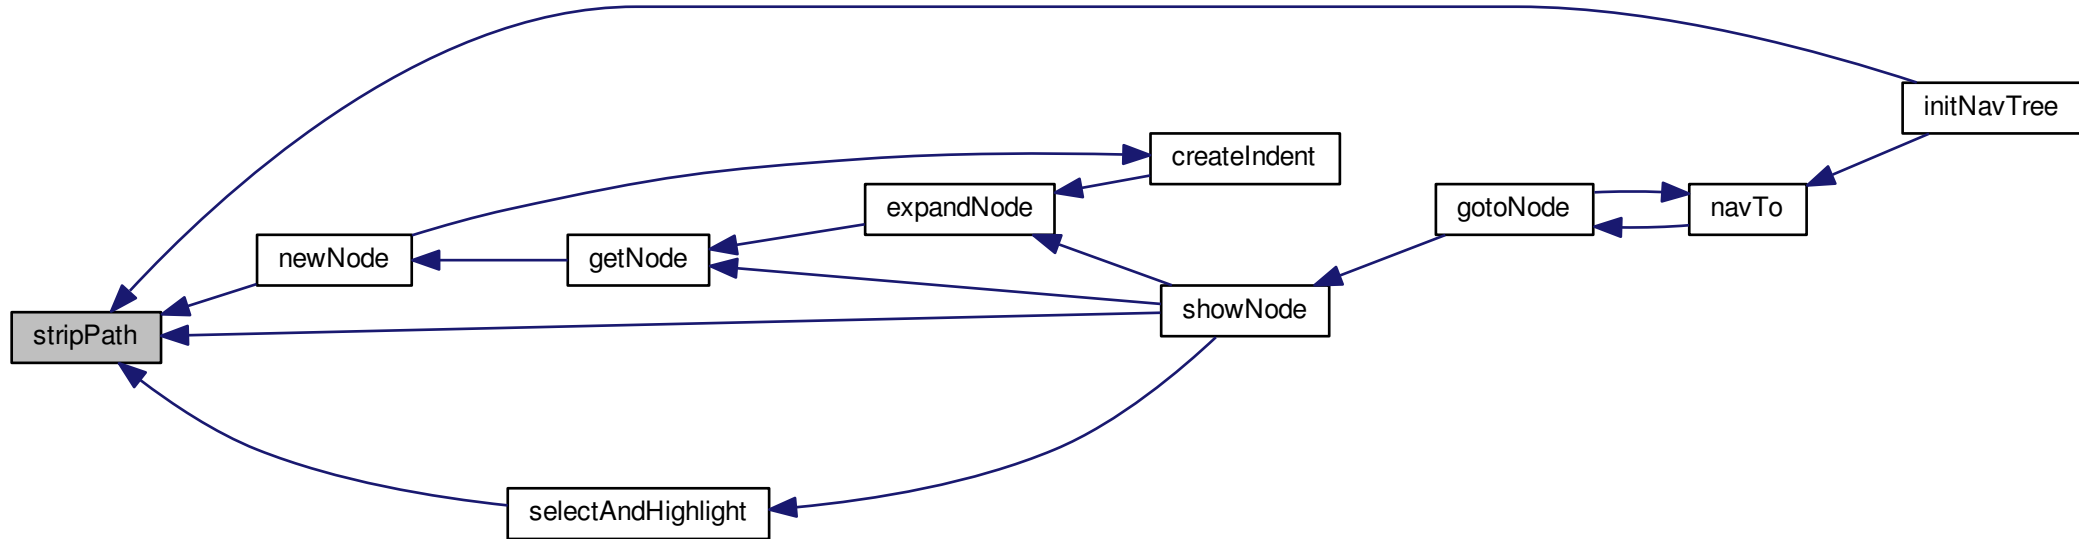 initNavTree
createIndent
expandNode
gotoNode
navTo
newNode
getNode
showNode
stripPath
selectAndHighlight